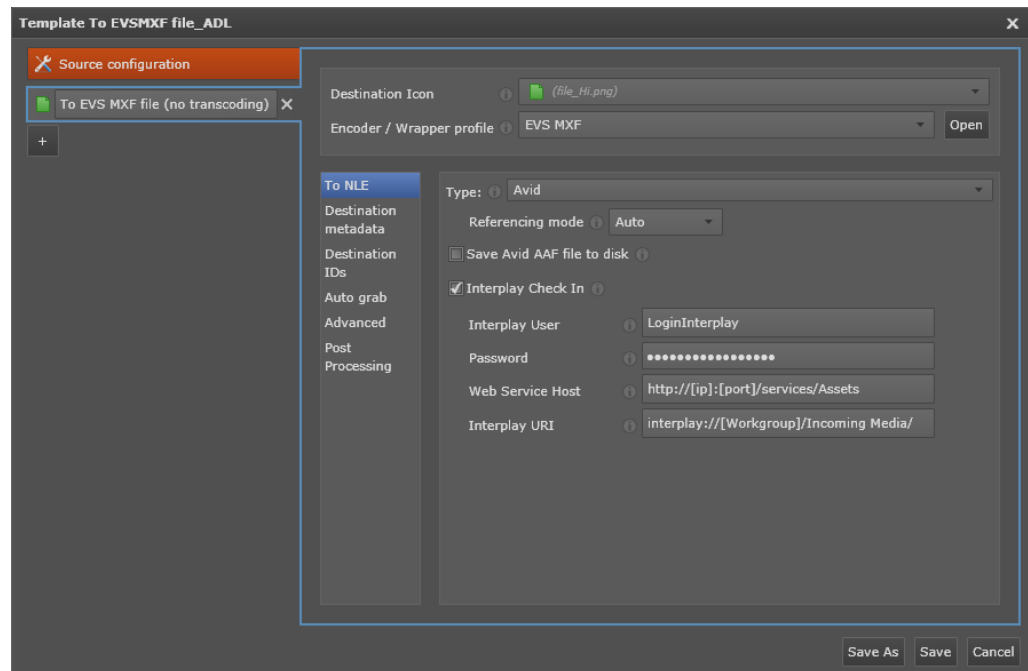 Template To EVSMXF file_ADL
Source configuration
To EVS MXF file (no transcoding)
+
Destination Icon
(file_Hi.png)
Encoder / Wrapper profile
EVS MXF
Open
To NLE
Destination
metadata
Destination
IDs
Auto grab
Advanced
Post
Processing
Type:
Avid
Referencing mode
Auto
Save Avid AAF file to disk
Interplay Check In
Interplay User
LoginInterplay
Password
•••••••••••••••••
Web Service Host
http://[ip]:[port]/services/Assets
Interplay URI
interplay://[Workgroup]/Incoming Media/
Save As
Save
Cancel